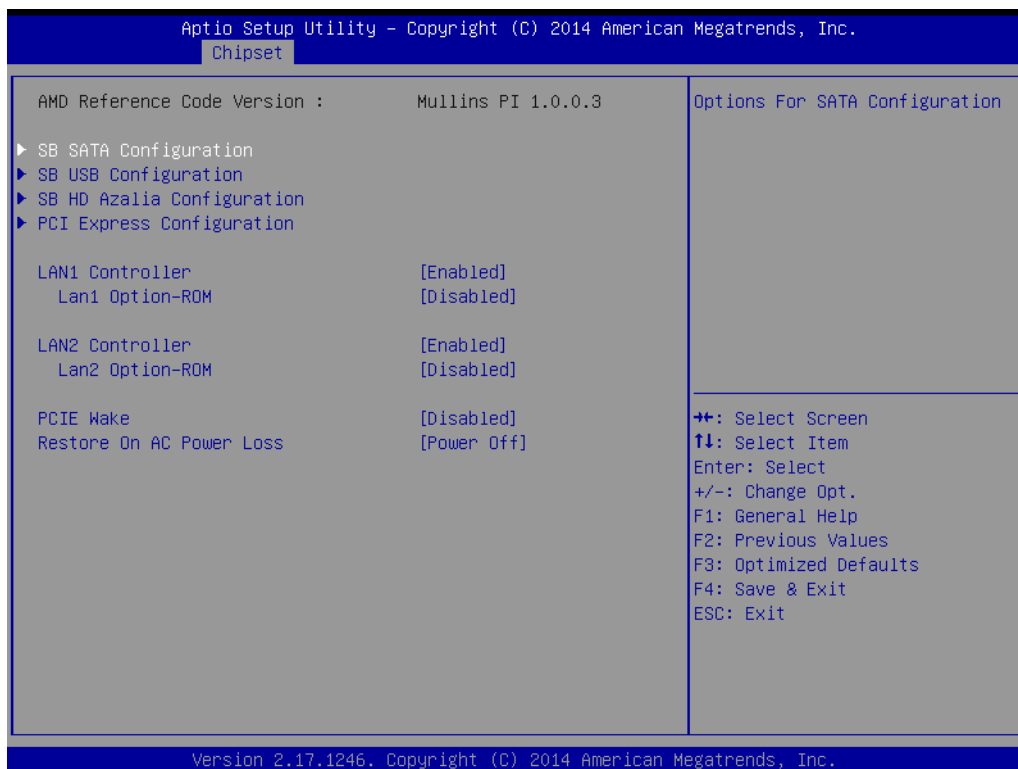 Aptio Setup Utility – Copyright (C) 2014 American Megatrends, Inc.
Chipset
AMD Reference Code Version : Mullins PI 1.0.0.3
▶ SB SATA Configuration
▶ SB USB Configuration
▶ SB HD Azalia Configuration
▶ PCI Express Configuration
LAN1 Controller [Enabled]
Lan1 Option-ROM [Disabled]
LAN2 Controller [Enabled]
Lan2 Option-ROM [Disabled]
PCIE Wake [Disabled]
Restore On AC Power Loss [Power Off]
Options For SATA Configuration
→←: Select Screen
↑↓: Select Item
Enter: Select
+/-: Change Opt.
F1: General Help
F2: Previous Values
F3: Optimized Defaults
F4: Save & Exit
ESC: Exit
Version 2.17.1246. Copyright (C) 2014 American Megatrends, Inc.